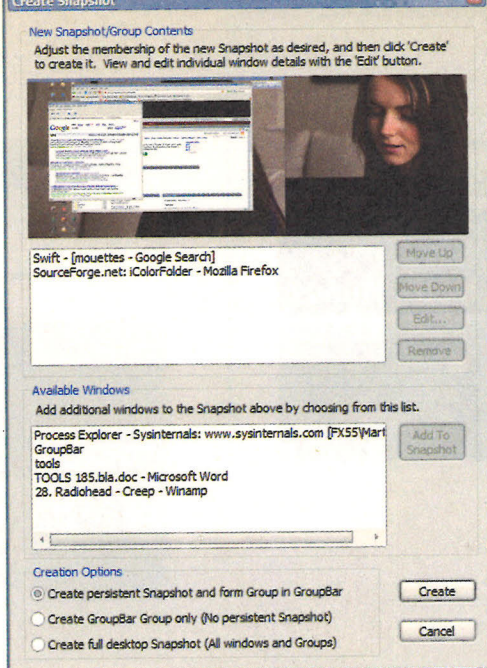 Create Snapshot
New Snapshot/Group Contents
Adjust the membership of the new Snapshot as desired, and then click 'Create'
to create it. View and edit individual window details with the 'Edit' button.
Google
Swift - [mouettes - Google Search]
SourceForge.net: iColorFolder - Mozilla Firefox
Move Up
Move Down
Edit...
Remove
Available Windows
Add additional windows to the Snapshot above by choosing from this list.
Process Explorer - Sysinternals: www.sysinternals.com [FX55\Mart
GroupBar
tools
TOOLS 185.bla.doc - Microsoft Word
28. Radiohead - Creep - Winamp
Add To
Snapshot
Creation Options
Create persistent Snapshot and form Group in GroupBar
Create GroupBar Group only (No persistent Snapshot)
Create full desktop Snapshot (All windows and Groups)
Create
Cancel